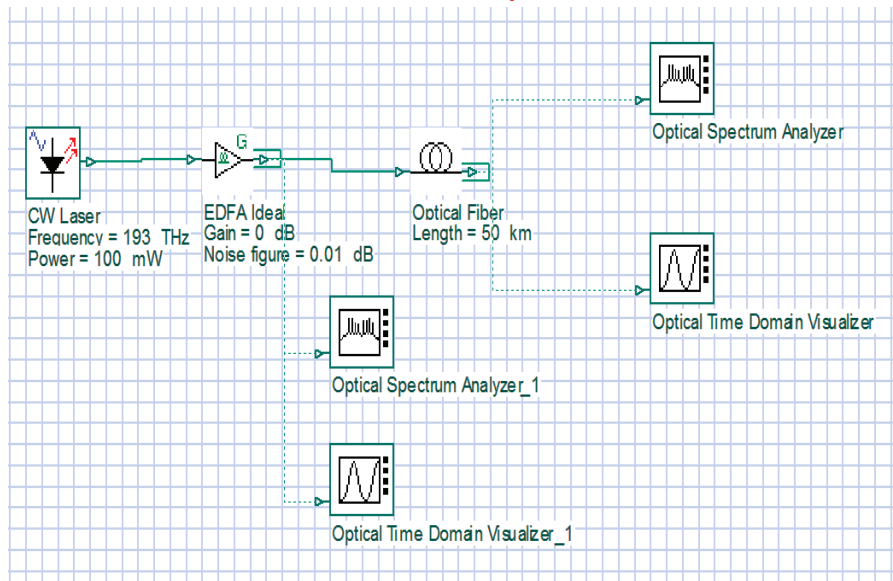 Optical Spectrum Analyzer
G
CW Laser
Frequency = 193 THz
Power = 100 mW
EDFA Ideal
Gain = 0 dB
Noise figure = 0.01 dB
Optical Fiber
Length = 50 km
Optical Time Domain Visualizer
Optical Spectrum Analyzer_1
Optical Time Domain Visualizer_1